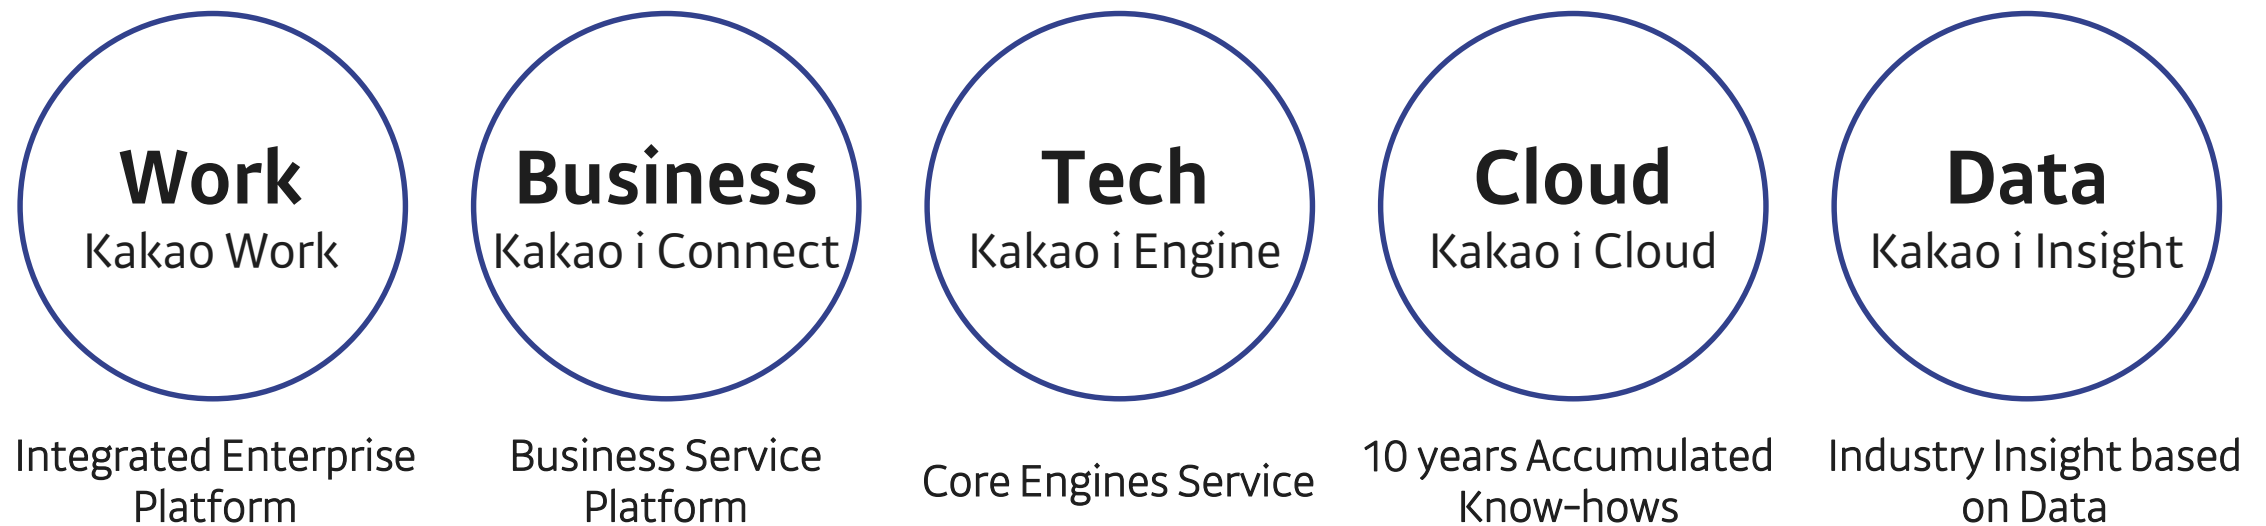 Work
Kakao Work
Integrated Enterprise
Platform
Business
Kakao i Connect
Business Service
Platform
Tech
Kakao i Engine
Core Engines Service
Cloud
Kakao i Cloud
10 years Accumulated
Know-hows
Data
Kakao i Insight
Industry Insight based
on Data